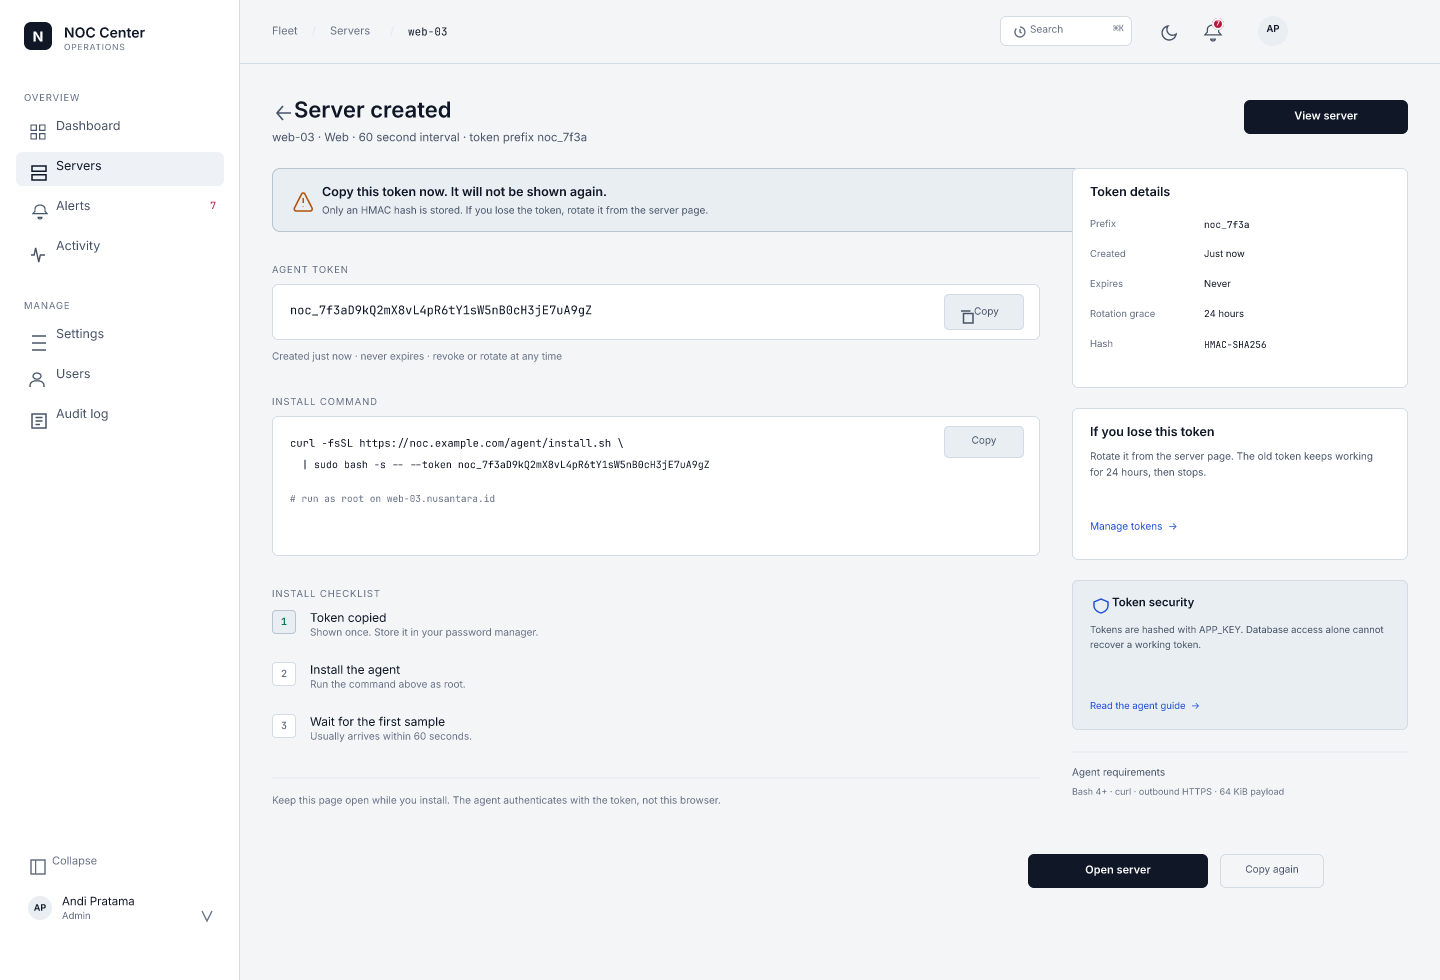 N
NOC Center
OPERATIONS
OVERVIEW
Dashboard
Servers
Alerts
7
Activity
MANAGE
Settings
Users
Audit log
Collapse
AP
Andi Pratama
Admin
Fleet / Servers / web-03
Search
⌘K
7
AP
Server created
web-03 · Web · 60 second interval · token prefix noc_7f3a
View server
Copy this token now. It will not be shown again.
Only an HMAC hash is stored. If you lose the token, rotate it from the server page.
AGENT TOKEN
noc_7f3aD9kQ2mX8vL4pR6tY1sW5nB0cH3jE7uA9gZ
Copy
Created just now · never expires · revoke or rotate at any time
INSTALL COMMAND
curl -fsSL https://noc.example.com/agent/install.sh \
| sudo bash -s -- --token noc_7f3aD9kQ2mX8vL4pR6tY1sW5nB0cH3jE7uA9gZ
# run as root on web-03.nusantara.id
Copy
INSTALL CHECKLIST
1
Token copied
Shown once. Store it in your password manager.
2
Install the agent
Run the command above as root.
3
Wait for the first sample
Usually arrives within 60 seconds.
Keep this page open while you install. The agent authenticates with the token, not this browser.
Token details
Prefix noc_7f3a
Created Just now
Expires Never
Rotation grace 24 hours
Hash HMAC-SHA256
If you lose this token
Rotate it from the server page. The old token keeps working
for 24 hours, then stops.
Manage tokens →
Token security
Tokens are hashed with APP_KEY. Database access alone cannot
recover a working token.
Read the agent guide →
Agent requirements
Bash 4+ · curl · outbound HTTPS · 64 KiB payload
Open server
Copy again